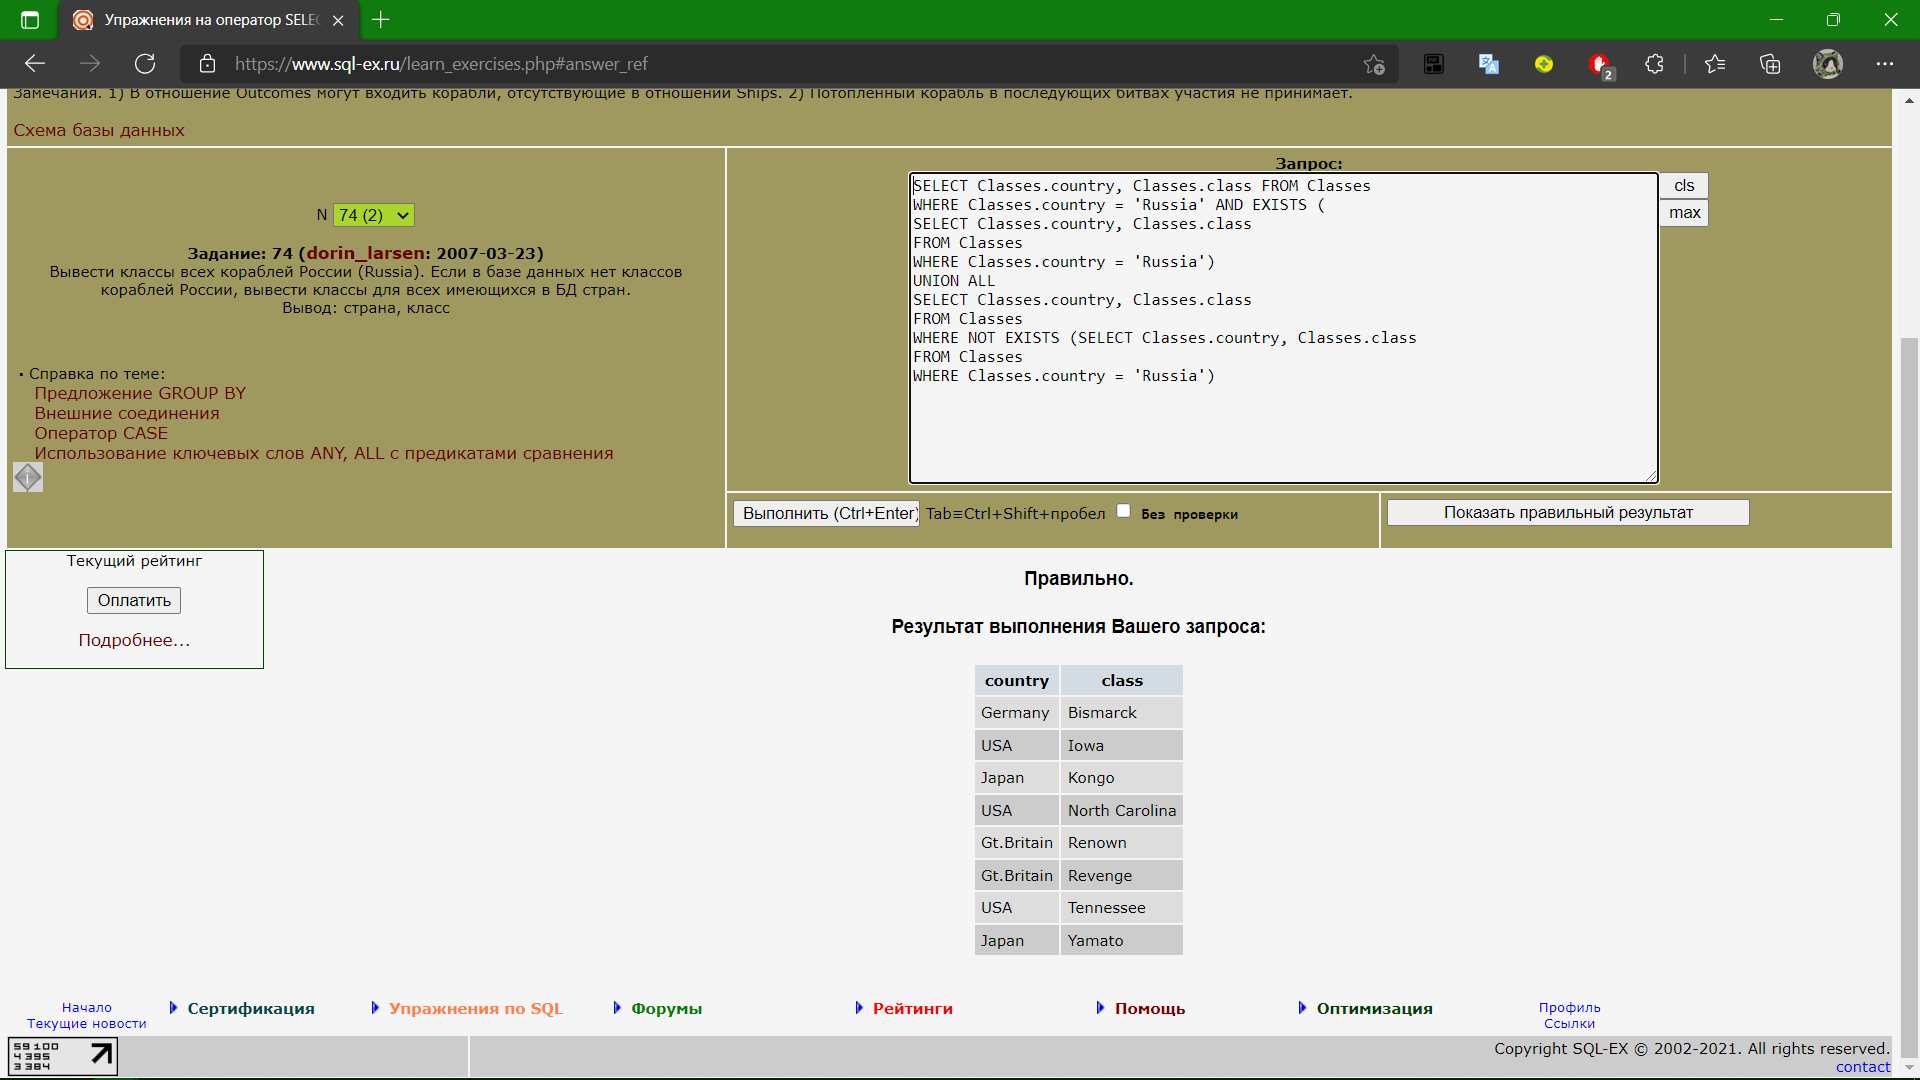 Упражнения на оператор SELEC
https://www.sql-ex.ru/learn_exercises.php#answer_ref
2
Замечания. 1) В отношение Outcomes могут входить корабли, отсутствующие в отношении Ships. 2) Потопленный корабль в последующих битвах участия не принимает.
Схема базы данных
N 74 (2)
Задание: 74 (dorin_larsen: 2007-03-23)
Вывести классы всех кораблей России (Russia). Если в базе данных нет классов
кораблей России, вывести классы для всех имеющихся в БД стран.
Вывод: страна, класс
• Справка по теме:
Предложение GROUP BY
Внешние соединения
Оператор CASE
Использование ключевых слов ANY, ALL с предикатами сравнения
Запрос:
SELECT Classes.country, Classes.class FROM Classes
WHERE Classes.country = 'Russia' AND EXISTS (
SELECT Classes.country, Classes.class
FROM Classes
WHERE Classes.country = 'Russia')
UNION ALL
SELECT Classes.country, Classes.class
FROM Classes
WHERE NOT EXISTS (SELECT Classes.country, Classes.class
FROM Classes
WHERE Classes.country = 'Russia')
cls
max
Выполнить (Ctrl+Enter) Tab≡Ctrl+Shift+пробел Без проверки
Показать правильный результат
Текущий рейтинг
Оплатить
Подробнее...
Правильно.
Результат выполнения Вашего запроса:
country class
Germany Bismarck
USA Iowa
Japan Kongo
USA North Carolina
Gt.Britain Renown
Gt.Britain Revenge
USA Tennessee
Japan Yamato
Начало
Текущие новости
Сертификация
Упражнения по SQL
Форумы
Рейтинги
Помощь
Оптимизация
Профиль
Ссылки
59 100
4 395
3 384
Copyright SQL-EX © 2002-2021. All rights reserved.
contact